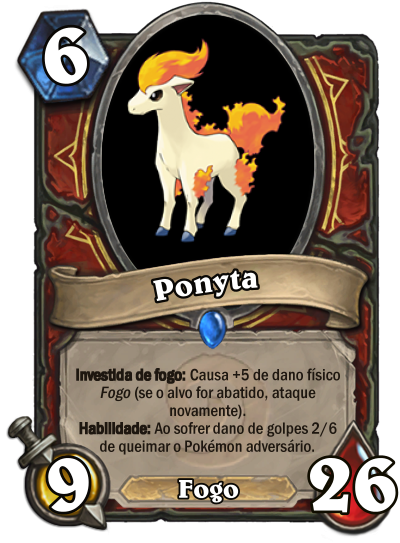 6
Ponyta
Investida de fogo: Causa +5 de dano físico
Fogo (se o alvo for abatido, ataque
novamente).
Habilidade: Ao sofrer dano de golpes 2/6
de queimar o Pokémon adversário.
9
Fogo
26